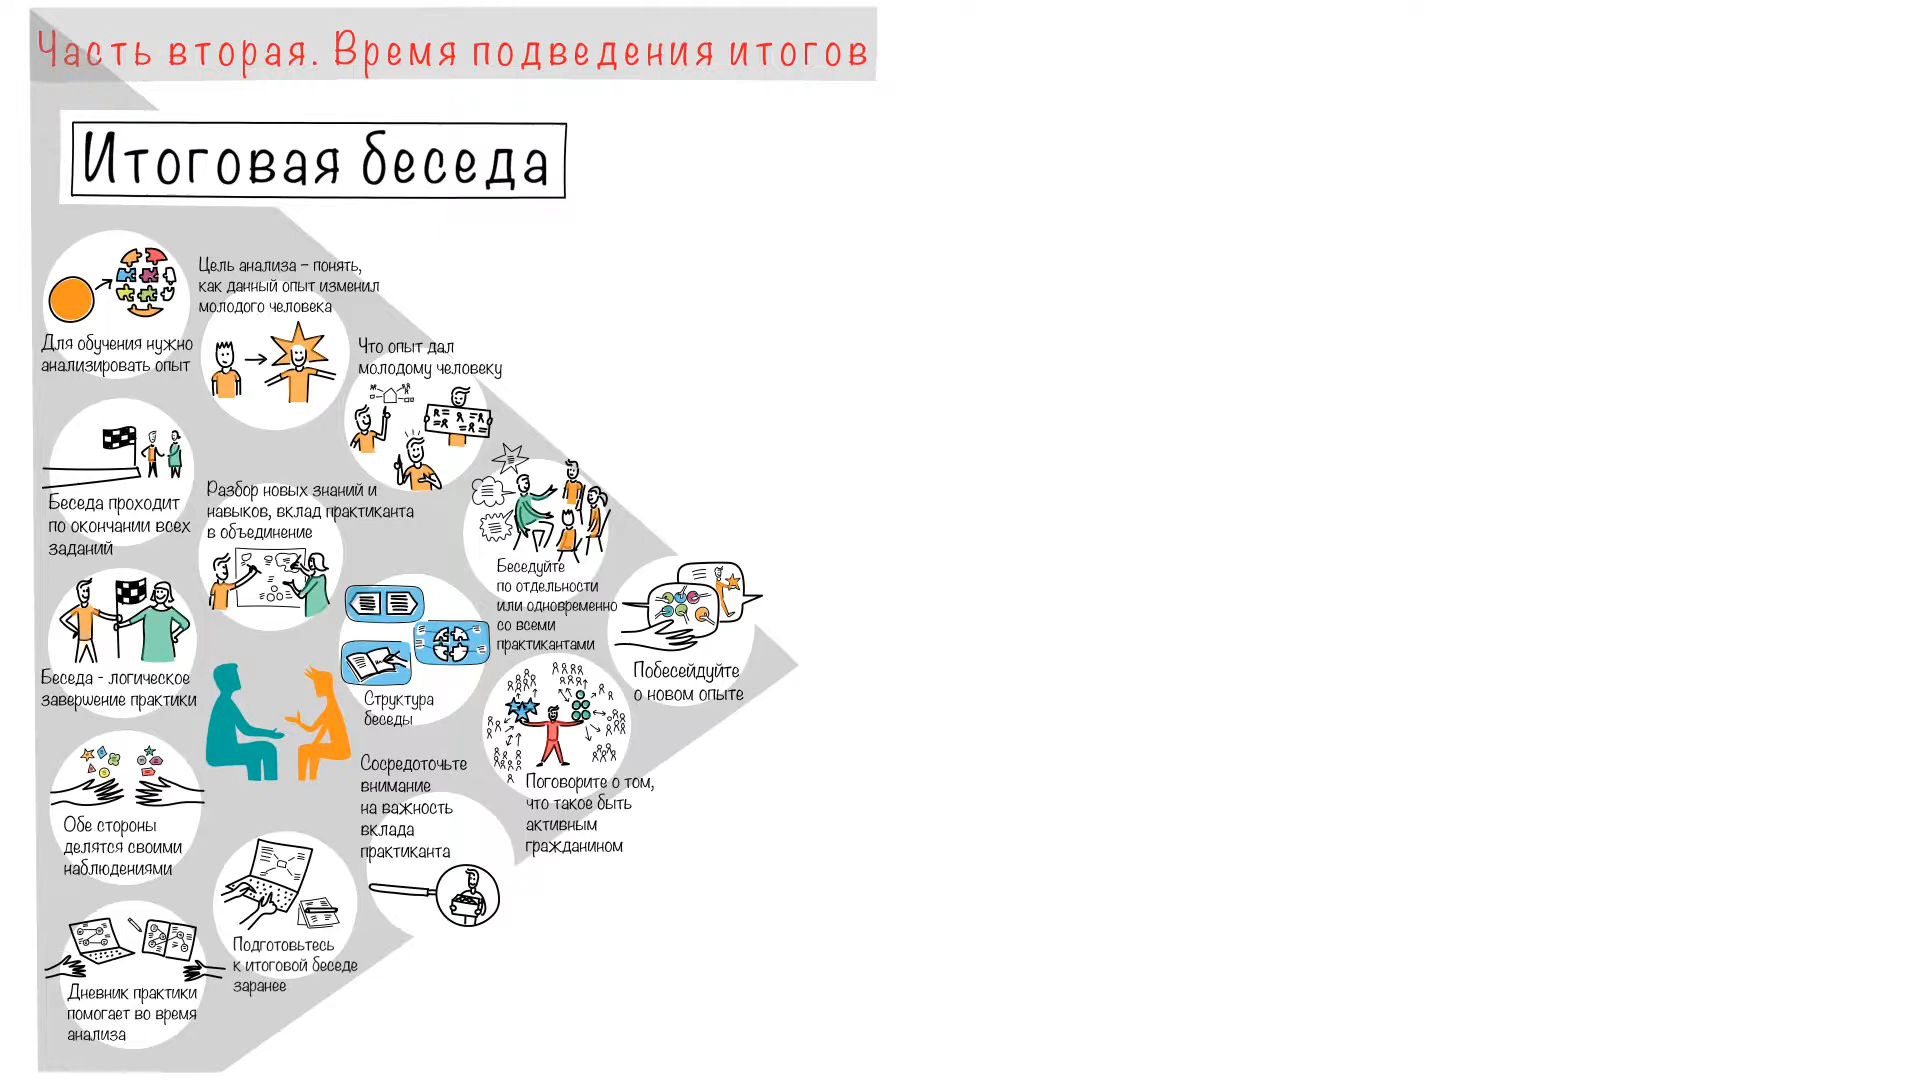 Часть вторая. Время подведения итогов
Итоговая беседа
Для обучения нужно
анализировать опыт
Цель анализа – понять,
как данный опыт изменил
молодого человека
Что опыт дал
молодому человеку
Беседа проходит
по окончании всех
заданий
Разбор новых знаний и
навыков, вклад практиканта
в объединение
Беседуйте
по отдельности
или одновременно
со всеми
практикантами
Побесейдуйте
о новом опыте
Беседа - логическое
завершение практики
Структура
беседы
Поговорите о том,
что такое быть
активным
гражданином
Сосредоточьте
внимание
на важность
вклада
практиканта
Обе стороны
делятся своими
наблюдениями
Подготовьтесь
к итоговой беседе
заранее
Дневник практики
помогает во время
анализа